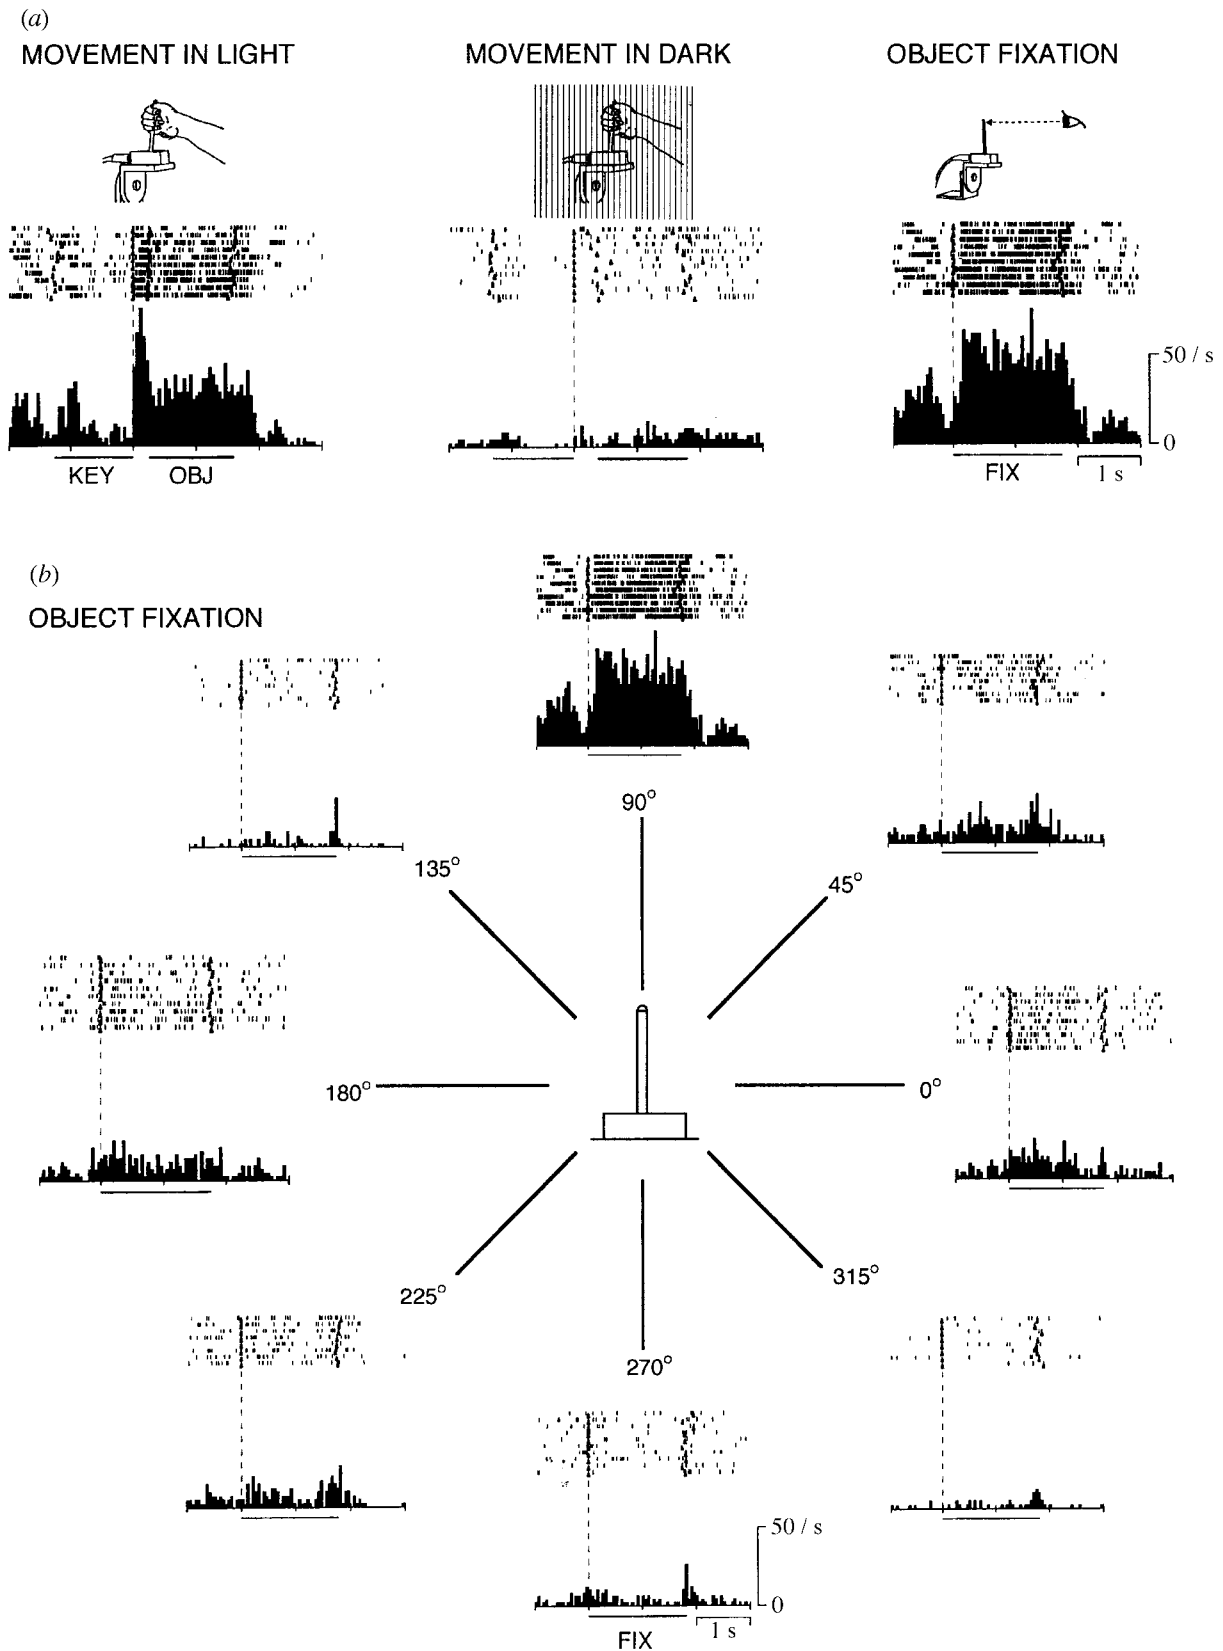 (a)
MOVEMENT IN LIGHT
MOVEMENT IN DARK
OBJECT FIXATION
50 / s
0
KEY
OBJ
FIX
1 s
(b)
OBJECT FIXATION
90°
135°
45°
180°
0°
225°
315°
270°
50 / s
0
1 s
FIX